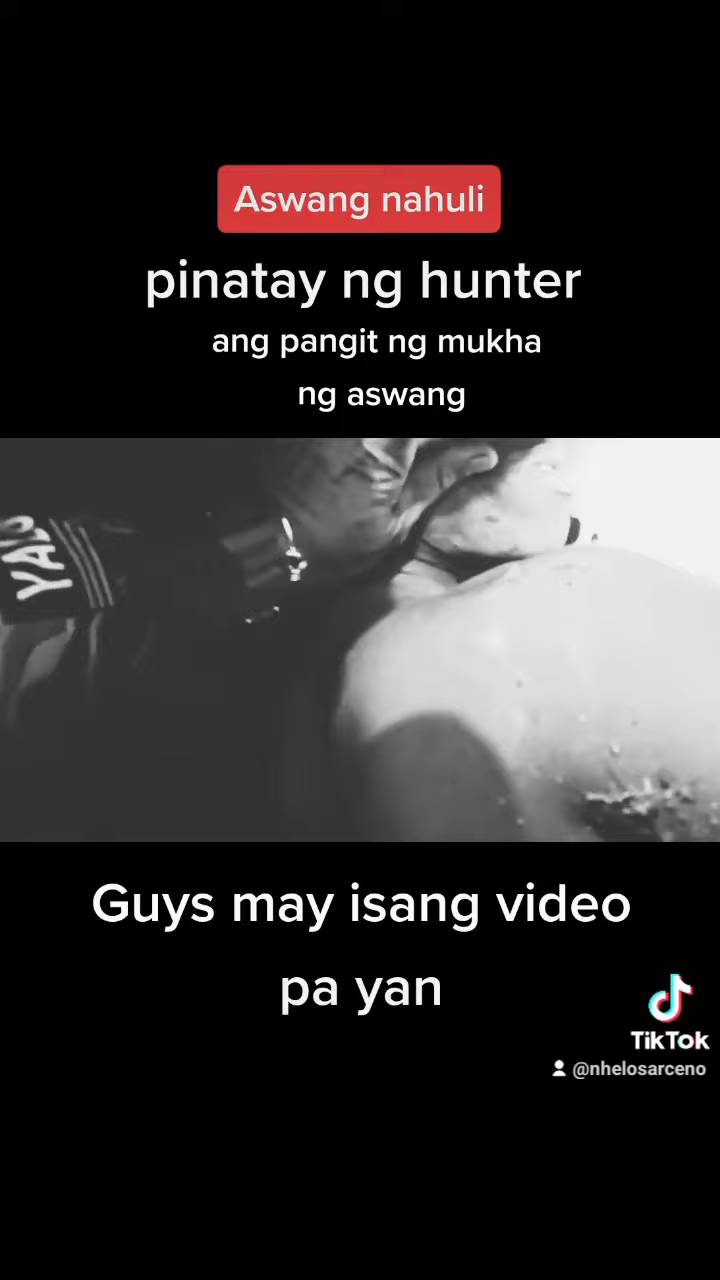 Aswang nahuli
pinatay ng hunter
ang pangit ng mukha
ng aswang
Guys may isang video
pa yan
TikTok
@nhelosarceno